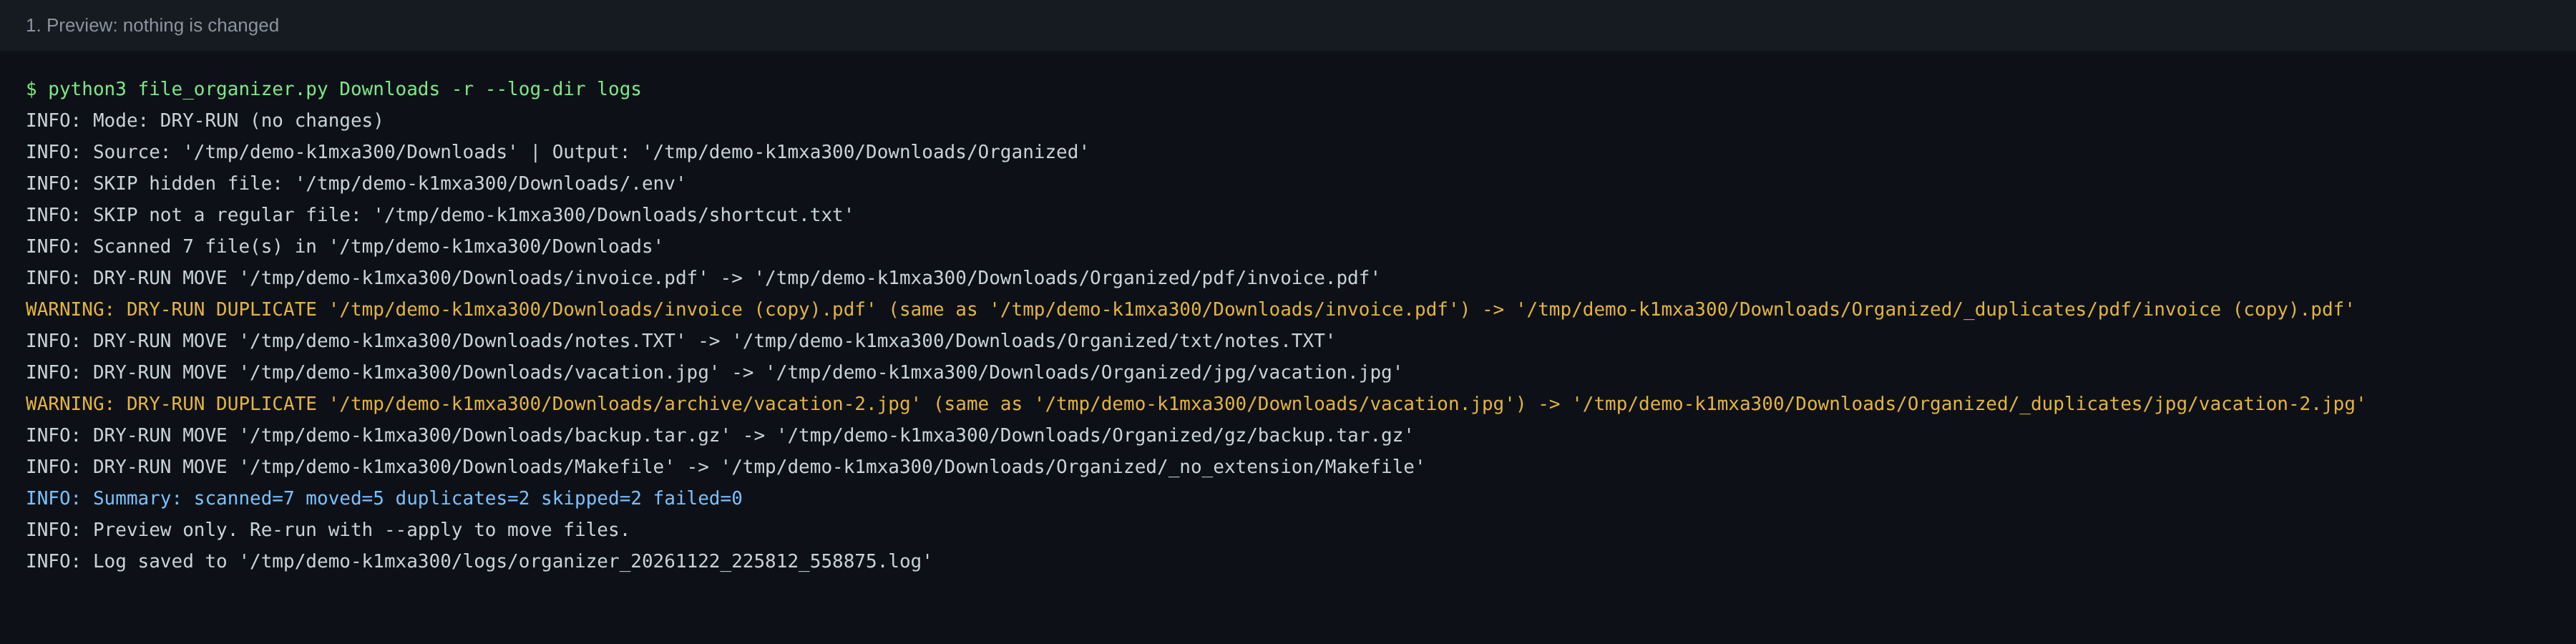 1. Preview: nothing is changed
$ python3 file_organizer.py Downloads -r --log-dir logs
INFO: Mode: DRY-RUN (no changes)
INFO: Source: '/tmp/demo-k1mxa300/Downloads' | Output: '/tmp/demo-k1mxa300/Downloads/Organized'
INFO: SKIP hidden file: '/tmp/demo-k1mxa300/Downloads/.env'
INFO: SKIP not a regular file: '/tmp/demo-k1mxa300/Downloads/shortcut.txt'
INFO: Scanned 7 file(s) in '/tmp/demo-k1mxa300/Downloads'
INFO: DRY-RUN MOVE '/tmp/demo-k1mxa300/Downloads/invoice.pdf' -> '/tmp/demo-k1mxa300/Downloads/Organized/pdf/invoice.pdf'
WARNING: DRY-RUN DUPLICATE '/tmp/demo-k1mxa300/Downloads/invoice (copy).pdf' (same as '/tmp/demo-k1mxa300/Downloads/invoice.pdf') -> '/tmp/demo-k1mxa300/Downloads/Organized/_duplicates/pdf/invoice (copy).pdf'
INFO: DRY-RUN MOVE '/tmp/demo-k1mxa300/Downloads/notes.TXT' -> '/tmp/demo-k1mxa300/Downloads/Organized/txt/notes.TXT'
INFO: DRY-RUN MOVE '/tmp/demo-k1mxa300/Downloads/vacation.jpg' -> '/tmp/demo-k1mxa300/Downloads/Organized/jpg/vacation.jpg'
WARNING: DRY-RUN DUPLICATE '/tmp/demo-k1mxa300/Downloads/archive/vacation-2.jpg' (same as '/tmp/demo-k1mxa300/Downloads/vacation.jpg') -> '/tmp/demo-k1mxa300/Downloads/Organized/_duplicates/jpg/vacation-2.jpg'
INFO: DRY-RUN MOVE '/tmp/demo-k1mxa300/Downloads/backup.tar.gz' -> '/tmp/demo-k1mxa300/Downloads/Organized/gz/backup.tar.gz'
INFO: DRY-RUN MOVE '/tmp/demo-k1mxa300/Downloads/Makefile' -> '/tmp/demo-k1mxa300/Downloads/Organized/_no_extension/Makefile'
INFO: Summary: scanned=7 moved=5 duplicates=2 skipped=2 failed=0
INFO: Preview only. Re-run with --apply to move files.
INFO: Log saved to '/tmp/demo-k1mxa300/logs/organizer_20261122_225812_558875.log'